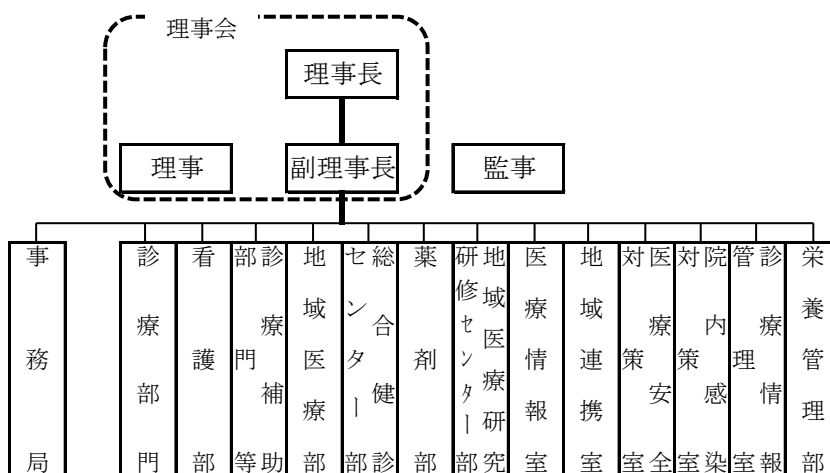 理事会
理事長
理事
副理事長
監事
事務局
診療部門
看護部
診療補助
部門等
地域医療部
総合健診
センター部
薬剤部
地域医療研究
研修センター部
医療情報室
地域連携室
医療安全
対策室
院内感染
対策室
診療情報
管理室
栄養管理部